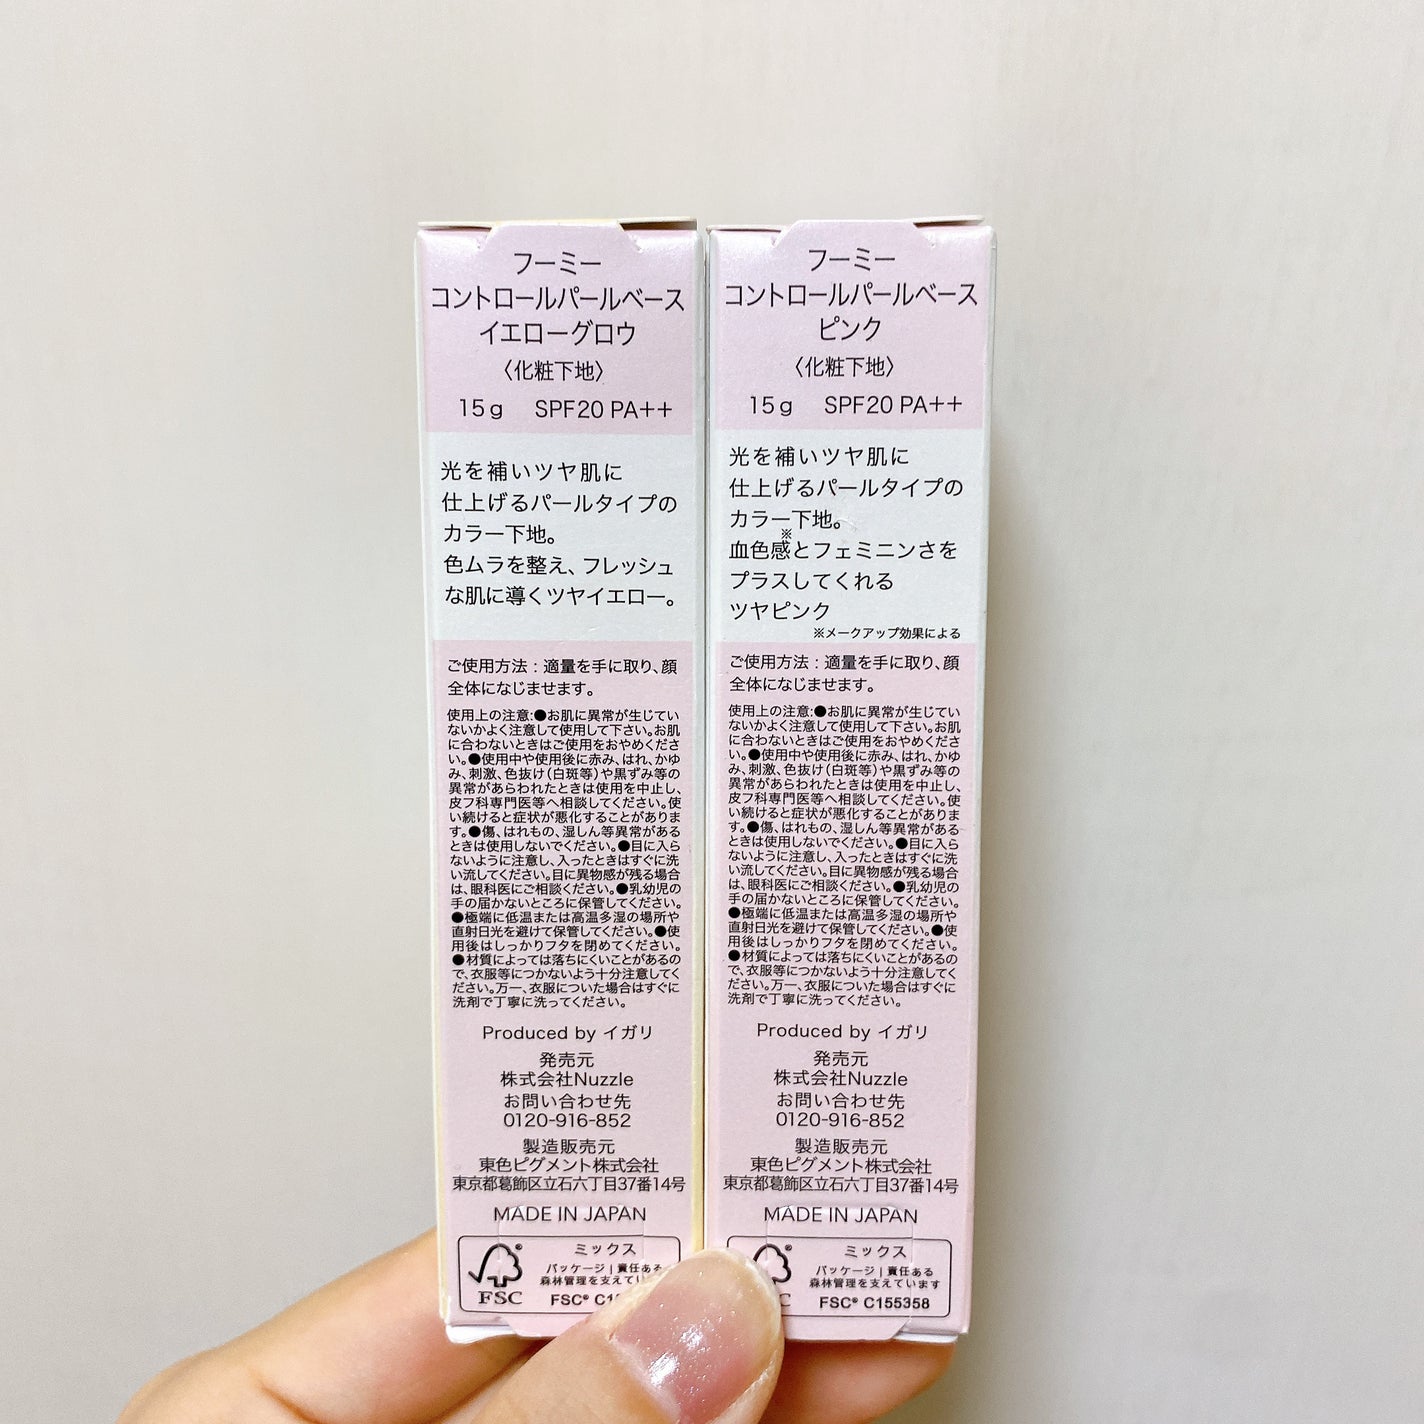 フーミー
コントロールパールベース
イエローグロウ
〈化粧下地〉
15g SPF20 PA++
光を補いツヤ肌に
仕上げるパールタイプの
カラー下地。
色ムラを整え、フレッシュ
な肌に導くツヤイエロー。
ご使用方法：適量を手に取り、顔
全体になじませます。
使用上の注意:●お肌に異常が生じてい
ないかよく注意して使用して下さい。お肌
に合わないときはご使用をおやめくださ
い。●使用中や使用後に赤み、はれ、かゆ
み、刺激、色抜け(白斑等)や黒ずみ等の
異常があらわれたときは使用を中止し、
皮フ科専門医等へ相談してください。使
い続けると症状が悪化することがありま
す。●傷、はれもの、湿しん等異常がある
ときは使用しないでください。●目に入ら
ないように注意し、入ったときはすぐに洗
い流してください。目に異物感が残る場合
は、眼科医にご相談ください。●乳幼児の
手の届かないところに保管してください。
●極端に低温または高温多湿の場所や
直射日光を避けて保管してください。●使
用後はしっかりフタを閉めてください。
●材質によっては落ちにくいことがあるの
で、衣服等につかないよう十分注意してく
ださい。万一、衣服についた場合はすぐに
洗剤で丁寧に洗ってください。
Produced by イガリ
発売元
株式会社Nuzzle
お問い合わせ先
0120-916-852
製造販売元
東色ピグメント株式会社
東京都葛飾区立石六丁目37番14号
MADE IN JAPAN
ミックス
パッケージ|責任ある
森林管理を支えてい
FSC
FSC®
フーミー
コントロールパールベース
ピンク
〈化粧下地〉
15g SPF20 PA++
光を補いツヤ肌に
仕上げるパールタイプの
カラー下地。
※
血色感とフェミニンさを
プラスしてくれる
ツヤピンク
※メークアップ効果による
ご使用方法：適量を手に取り、顔
全体になじませます。
使用上の注意:●お肌に異常が生じてい
ないかよく注意して使用して下さい。お肌
に合わないときはご使用をおやめくださ
い。●使用中や使用後に赤み、はれ、かゆ
み、刺激、色抜け(白斑等)や黒ずみ等の
異常があらわれたときは使用を中止し、
皮フ科専門医等へ相談してください。使
い続けると症状が悪化することがありま
す。●傷、はれもの、湿しん等異常がある
ときは使用しないでください。●目に入ら
ないように注意し、入ったときはすぐに洗
い流してください。目に異物感が残る場合
は、眼科医にご相談ください。●乳幼児の
手の届かないところに保管してください。
●極端に低温または高温多湿の場所や
直射日光を避けて保管してください。●使
用後はしっかりフタを閉めてください。
●材質によっては落ちにくいことがあるの
で、衣服等につかないよう十分注意してく
ださい。万一、衣服についた場合はすぐに
洗剤で丁寧に洗ってください。
Produced by イガリ
発売元
株式会社Nuzzle
お問い合わせ先
0120-916-852
製造販売元
東色ピグメント株式会社
東京都葛飾区立石六丁目37番14号
MADE IN JAPAN
ミックス
パッケージ|責任ある
森林管理を支えています
FSC® C155358